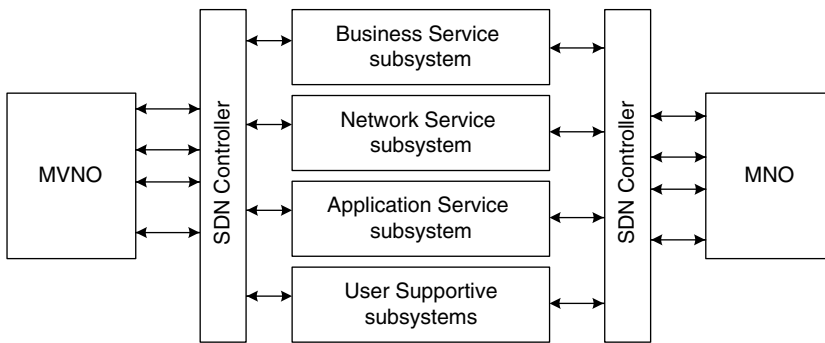 MVNO
SDN Controller
Business Service
subsystem
Network Service
subsystem
Application Service
subsystem
User Supportive
subsystems
SDN Controller
MNO